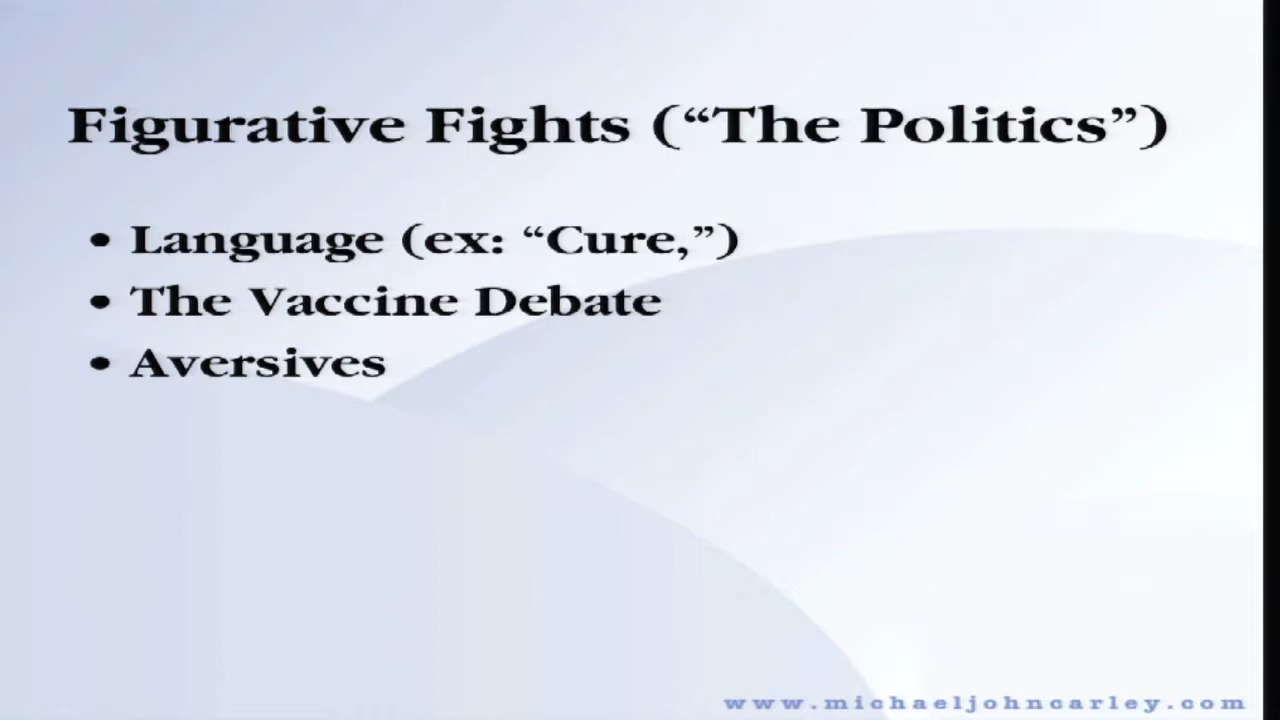 Figurative Fights (“The Politics”)
• Language (ex: “Cure,”)
• The Vaccine Debate
• Aversives
www.michaeljohncarley.com